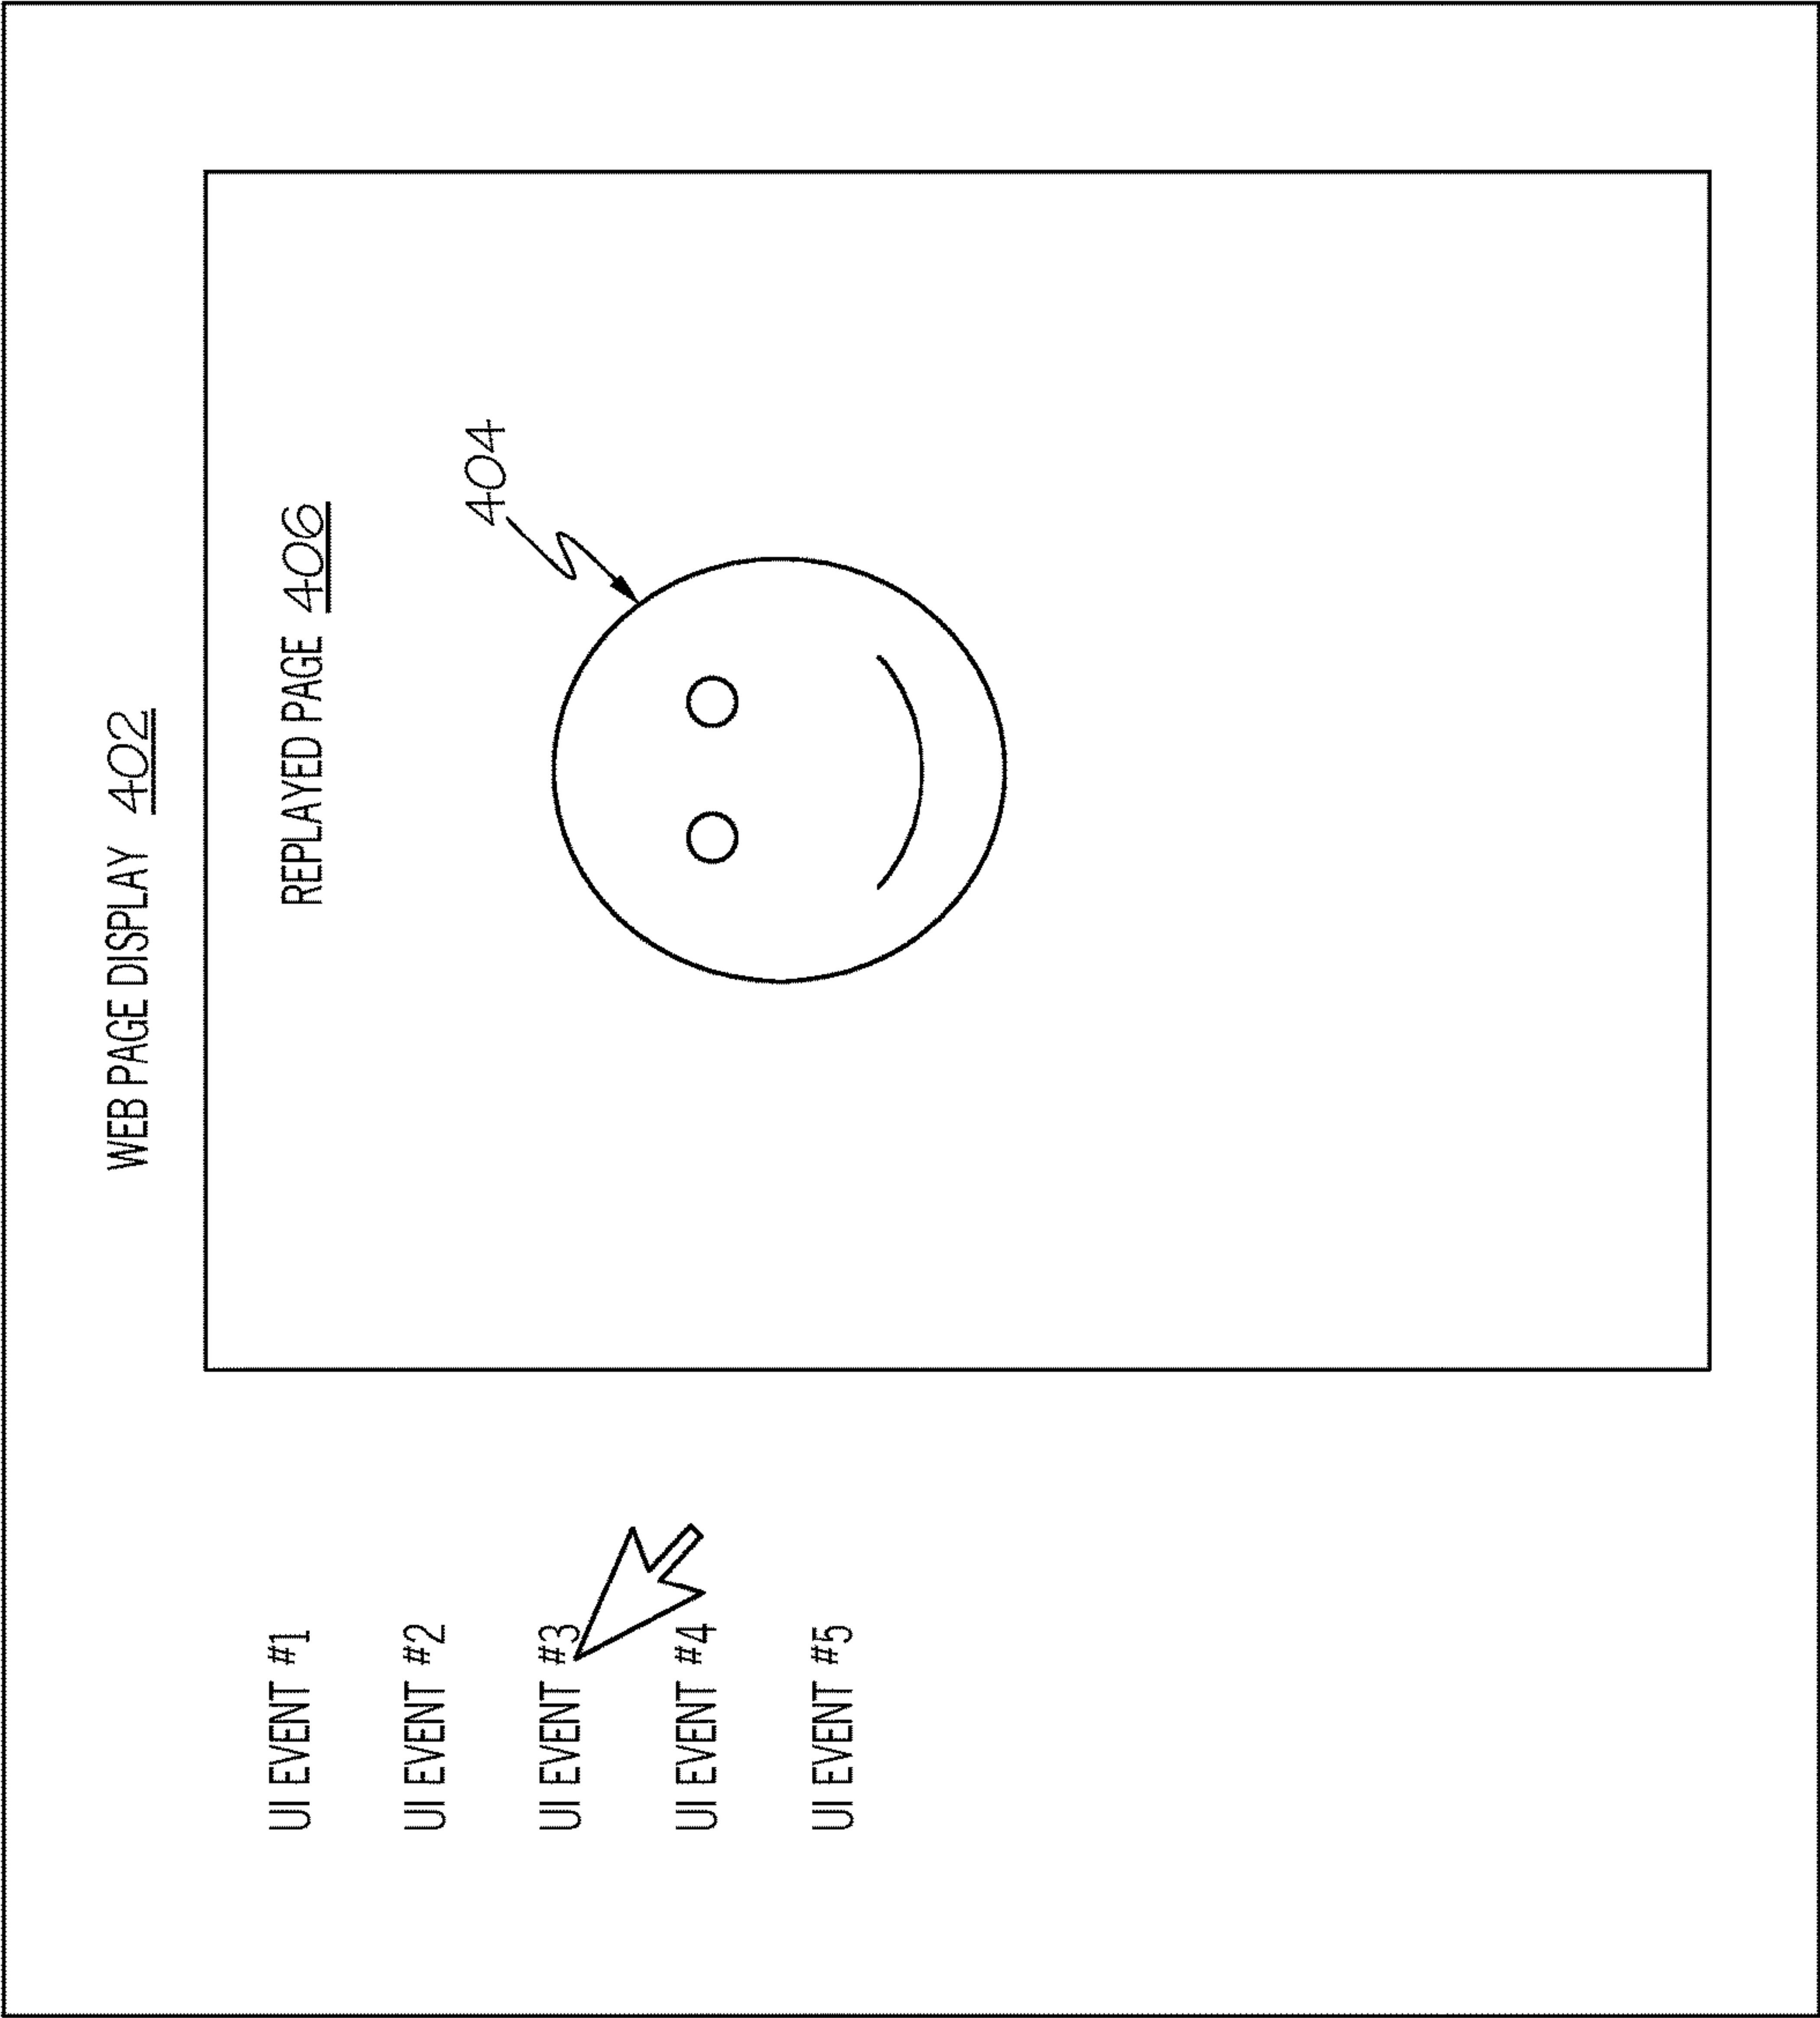 WEB PAGE DISPLAY 402
UI EVENT #1
UI EVENT #2
UI EVENT #3
UI EVENT #4
UI EVENT #5
REPLAYED PAGE 406
404